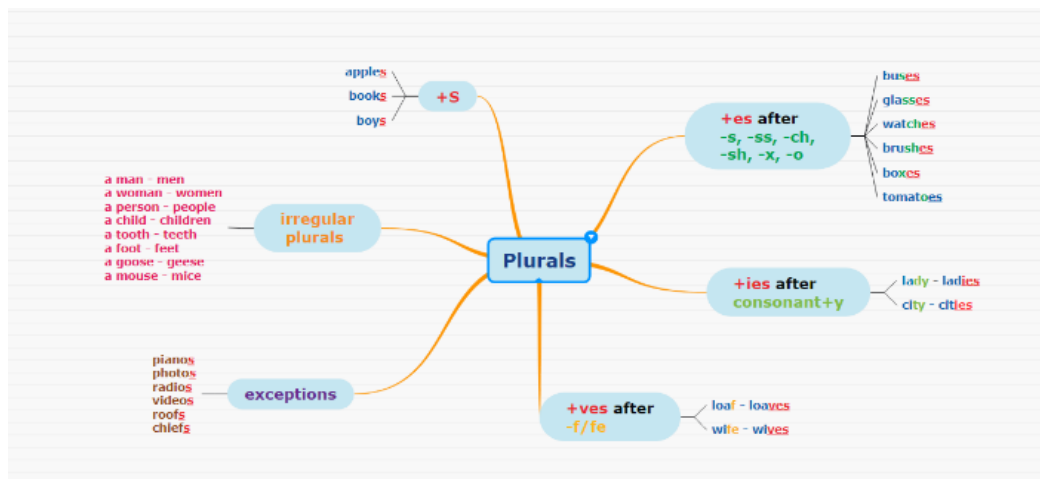 Plurals
+S
apples
books
boys
+es after
-s, -ss, -ch,
-sh, -x, -o
buses
glasses
watches
brushes
boxes
tomatoes
irregular
plurals
a man - men
a woman - women
a person - people
a child - children
a tooth - teeth
a foot - feet
a goose - geese
a mouse - mice
+ies after
consonant+y
lady - ladies
city - cities
exceptions
pianos
photos
radios
videos
roofs
chiefs
+ves after
-f/fe
loaf - loaves
wife - wives